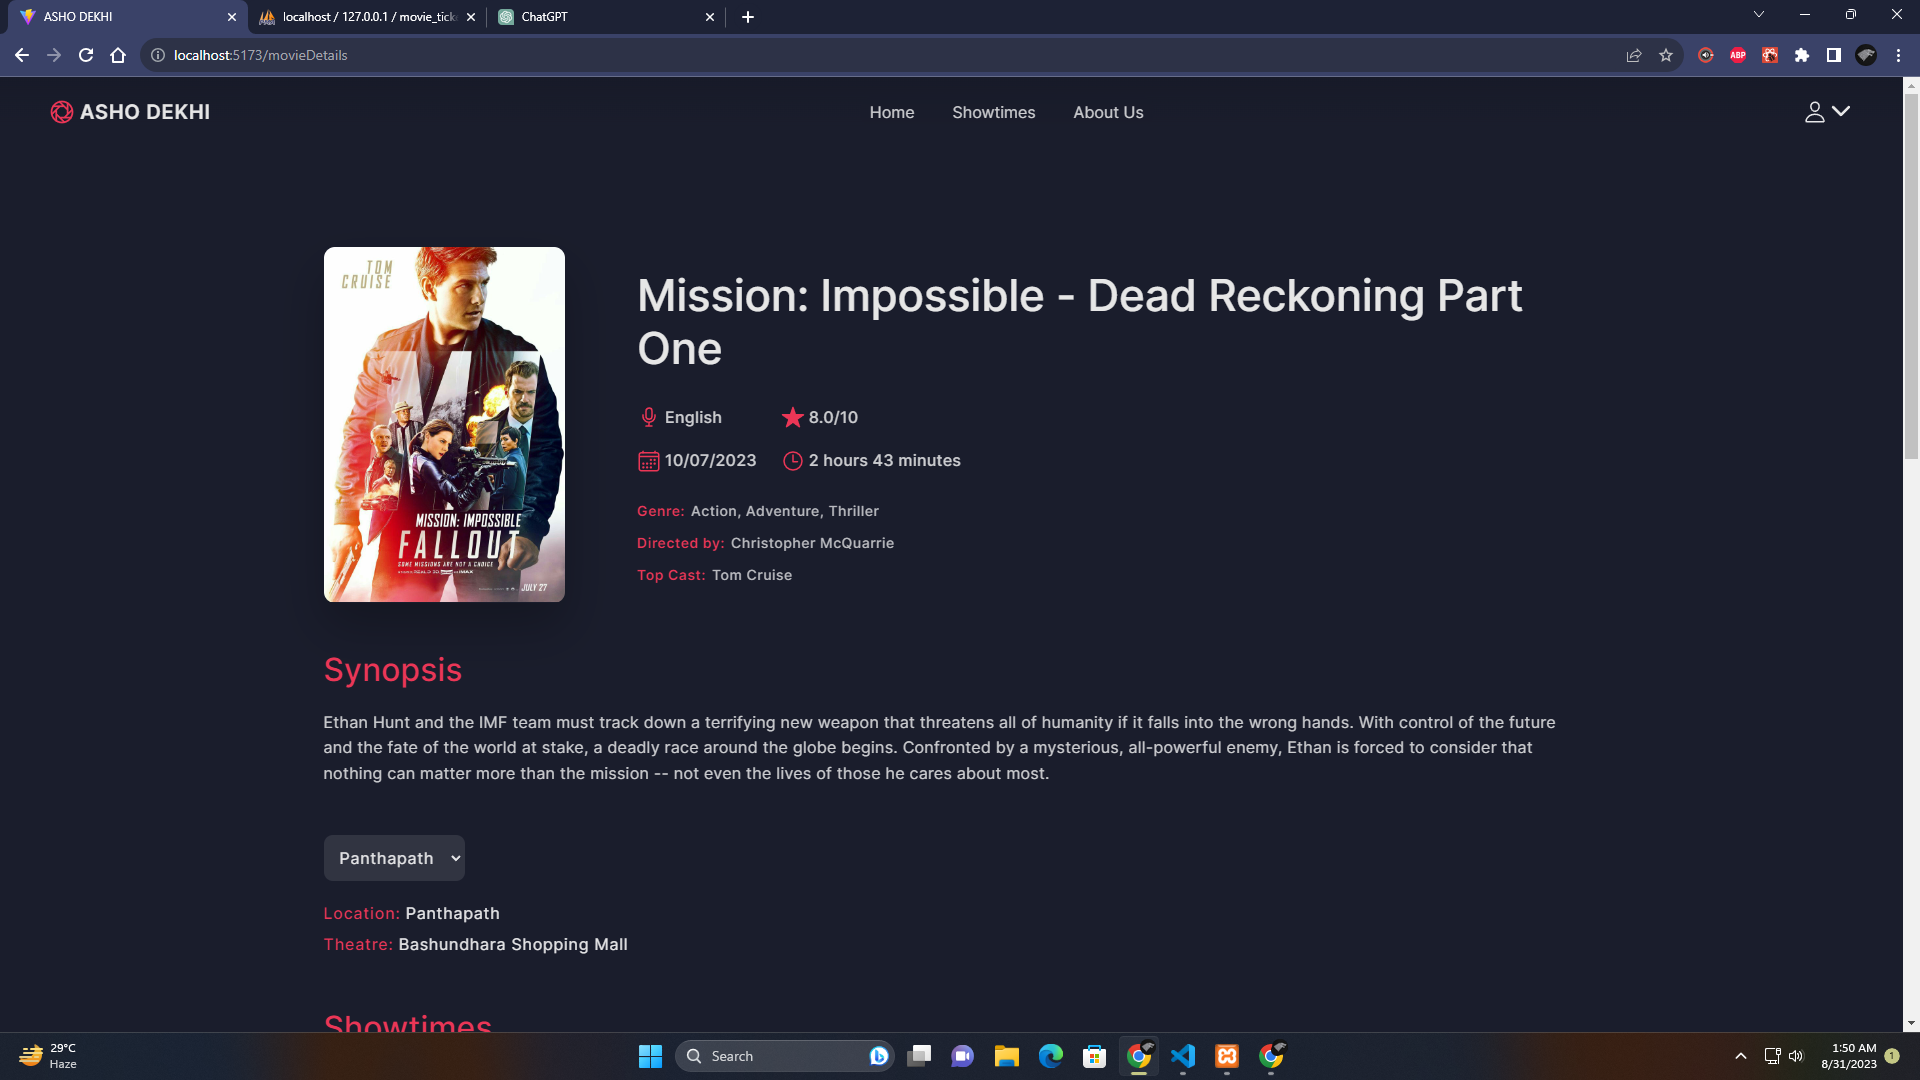 ASHO DEKHI
localhost / 127.0.0.1 / movie_tick
ChatGPT
localhost:5173/movieDetails
ABP
ASHO DEKHI
Home
Showtimes
About Us
TOM
CRUISE
MISSION: IMPOSSIBLE
FALLOUT
SOME MISSIONS ARE NOT A CHOICE
JULY 27
Mission: Impossible - Dead Reckoning Part
One
English
8.0/10
10/07/2023
2 hours 43 minutes
Genre: Action, Adventure, Thriller
Directed by: Christopher McQuarrie
Top Cast: Tom Cruise
Synopsis
Ethan Hunt and the IMF team must track down a terrifying new weapon that threatens all of humanity if it falls into the wrong hands. With control of the future
and the fate of the world at stake, a deadly race around the globe begins. Confronted by a mysterious, all-powerful enemy, Ethan is forced to consider that
nothing can matter more than the mission -- not even the lives of those he cares about most.
Panthapath
Location: Panthapath
Theatre: Bashundhara Shopping Mall
Showtimes
29°C
Haze
Search
1:50 AM
8/31/2023
1